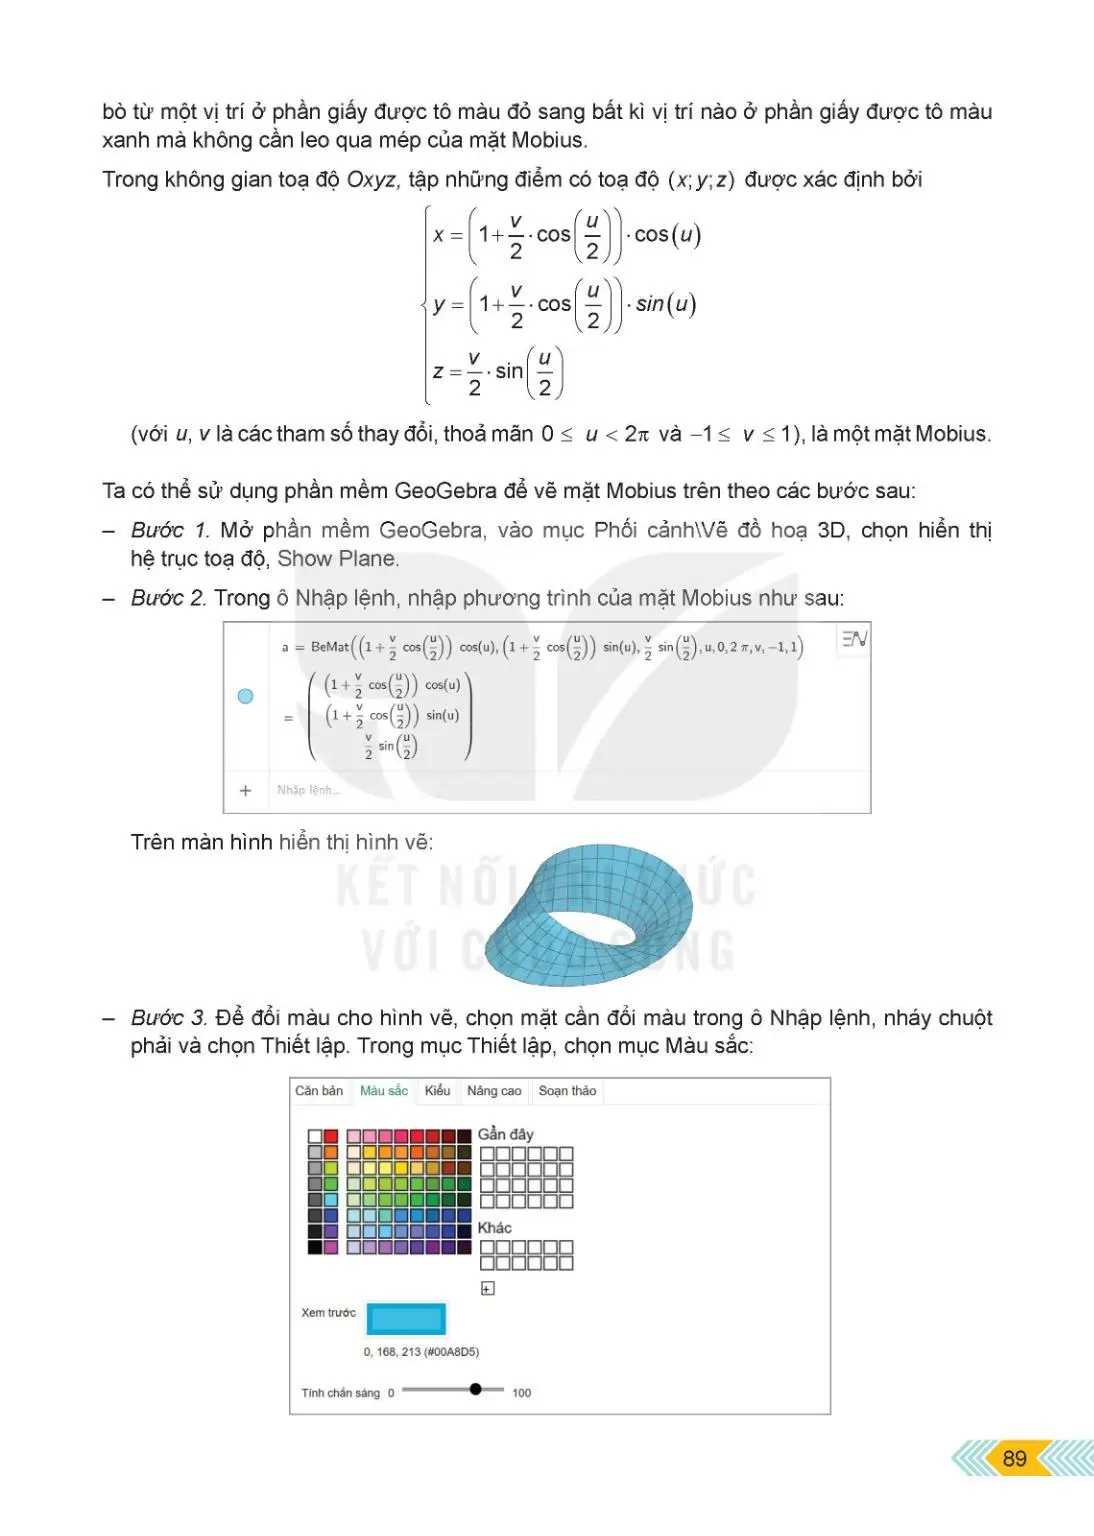 bò từ một vị trí ở phần giấy được tô màu đỏ sang bất kì vị trí nào ở phần giấy được tô màu
xanh mà không cần leo qua mép của mặt Mobius.
Trong không gian toạ độ Oxyz, tập những điểm có toạ độ (x; y; z) được xác định bởi
x = (1 + v/2 · cos(u/2)) · cos(u)
y = (1 + v/2 · cos(u/2)) · sin(u)
z = v/2 · sin(u/2)
(với u, v là các tham số thay đổi, thoả mãn 0 ≤ u < 2π và –1 ≤ v ≤ 1), là một mặt Mobius.
Ta có thể sử dụng phần mềm GeoGebra để vẽ mặt Mobius trên theo các bước sau:
– Bước 1. Mở phần mềm GeoGebra, vào mục Phối cảnh\Vẽ đồ hoạ 3D, chọn hiển thị
hệ trục toạ độ, Show Plane.
– Bước 2. Trong ô Nhập lệnh, nhập phương trình của mặt Mobius như sau:
a = BeMat((1 + v/2 cos(u/2)) cos(u), (1 + v/2 cos(u/2)) sin(u), v/2 sin(u/2), u, 0, 2 π, v, −1, 1)
(1 + v/2 cos(u/2)) cos(u)
= (1 + v/2 cos(u/2)) sin(u)
v/2 sin(u/2)
+ Nhập lệnh...
Trên màn hình hiển thị hình vẽ:
KẾT NỐI TRI THỨC
VỚI CUỘC SỐNG
– Bước 3. Để đổi màu cho hình vẽ, chọn mặt cần đổi màu trong ô Nhập lệnh, nháy chuột
phải và chọn Thiết lập. Trong mục Thiết lập, chọn mục Màu sắc:
Căn bản Màu sắc Kiểu Nâng cao Soạn thảo
Gần đây
Khác
+
Xem trước
0, 168, 213 (#00A8D5)
Tính chắn sáng 0 100
89